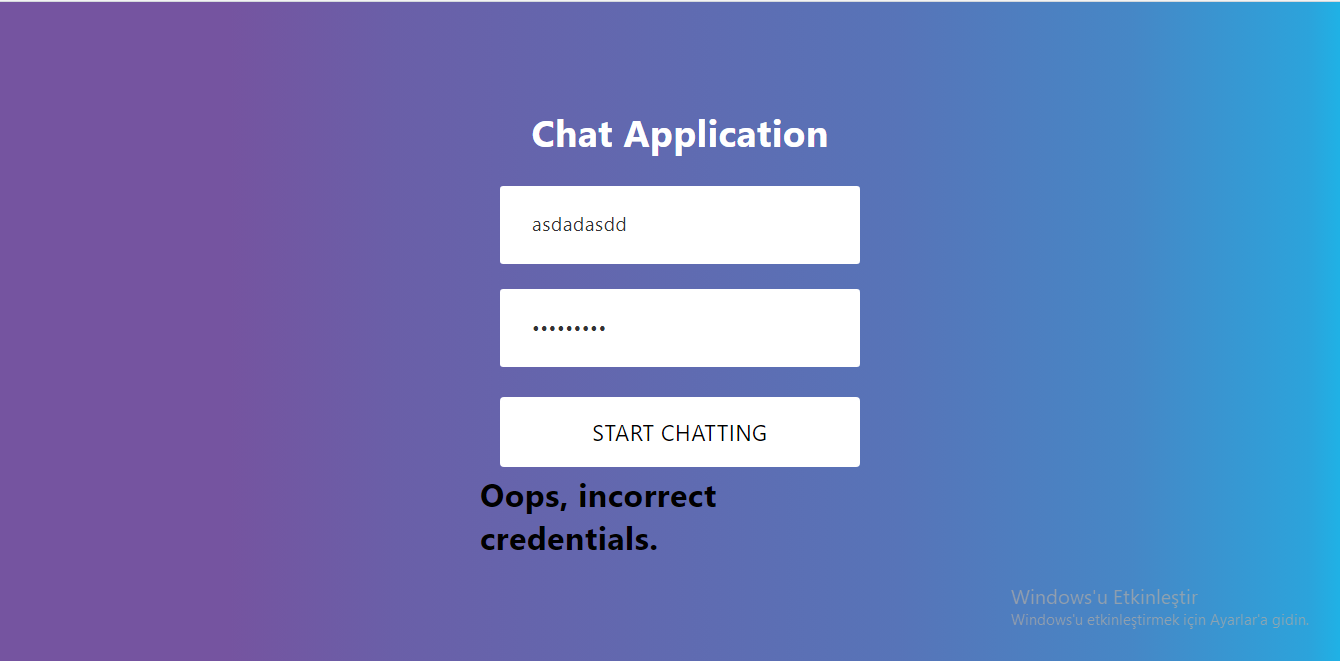 Chat Application
asdadasdd
•••••••••
START CHATTING
Oops, incorrect
credentials.
Windows'u Etkinleştir
Windows'u etkinleştirmek için Ayarlar'a gidin.